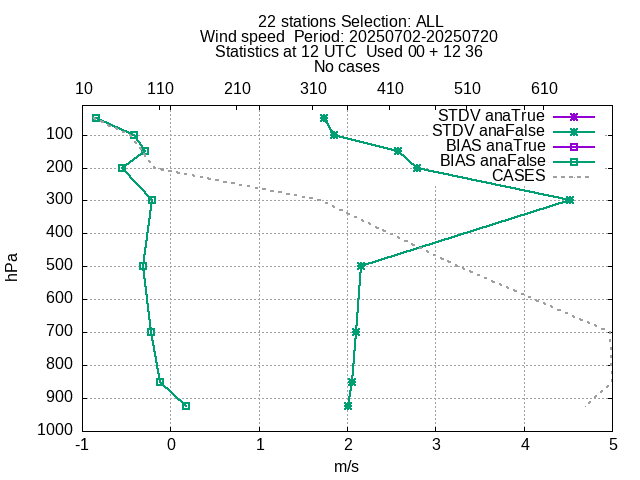 22 stations Selection: ALL
Wind speed  Period: 20250702-20250720
Statistics at 12 UTC  Used 00 + 12 36
No cases
10 110 210 310 410 510 610
STDV anaTrue
STDV anaFalse
BIAS anaTrue
BIAS anaFalse
CASES
100
200
300
400
500
600
700
800
900
1000
hPa
-1 0 1 2 3 4 5
m/s